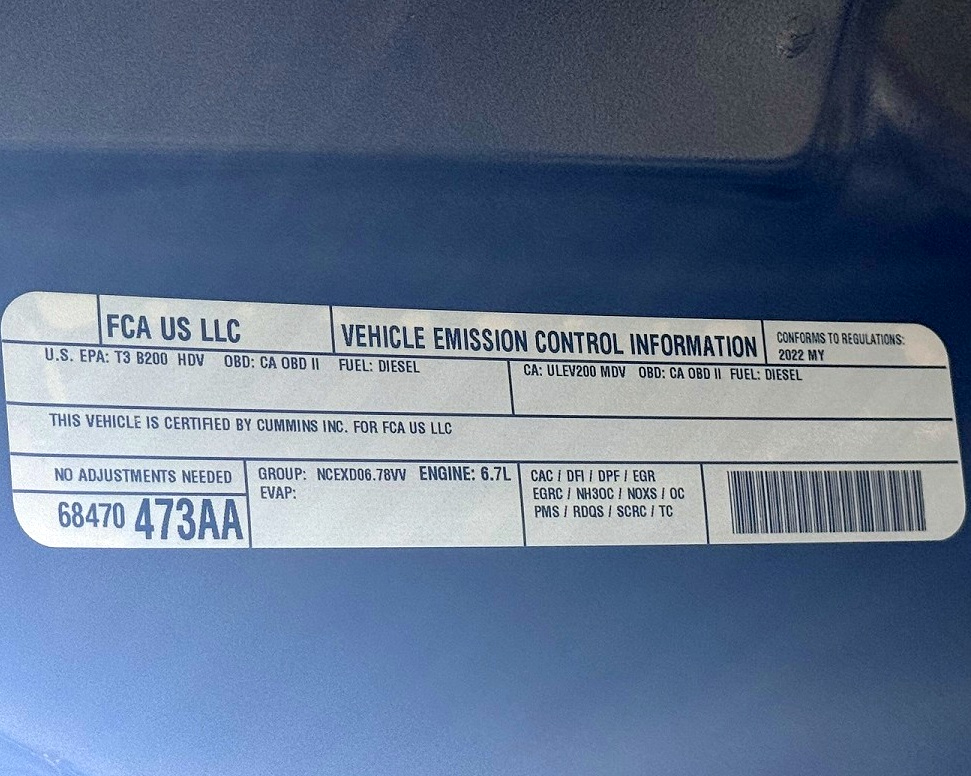 FCA US LLC
VEHICLE EMISSION CONTROL INFORMATION
CONFORMS TO REGULATIONS:
2022 MY
U.S. EPA: T3 B200 HDV OBD: CA OBD II FUEL: DIESEL
CA: ULEV200 MDV OBD: CA OBD II FUEL: DIESEL
THIS VEHICLE IS CERTIFIED BY CUMMINS INC. FOR FCA US LLC
NO ADJUSTMENTS NEEDED
68470 473AA
GROUP: NCEXD06.78VV ENGINE: 6.7L
EVAP:
CAC / DFI / DPF / EGR
EGRC / NH3OC / NOXS / OC
PMS / RDQS / SCRC / TC